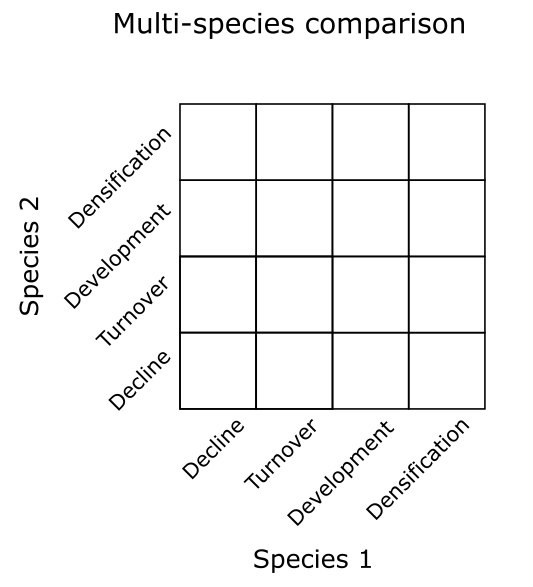 Multi-species comparison
Species 2
Densification
Development
Turnover
Decline
Decline
Turnover
Development
Densification
Species 1